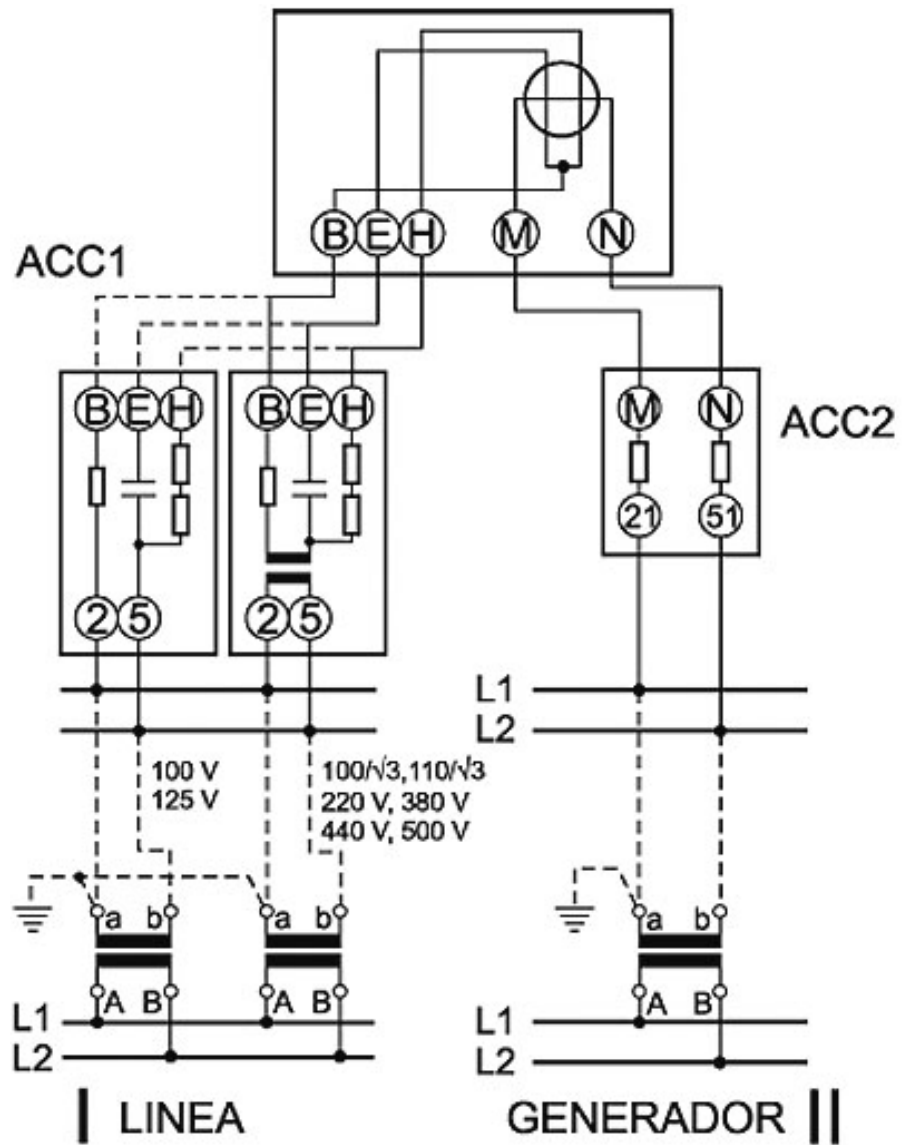 B E H M N
ACC1
B E H
B E H
M N
ACC2
21 51
2 5
2 5
L1
L2
100 V
125 V
100/√3,110/√3
220 V, 380 V
440 V, 500 V
a b
a b
a b
A B
A B
A B
L1
L2
L1
L2
I LINEA
GENERADOR II